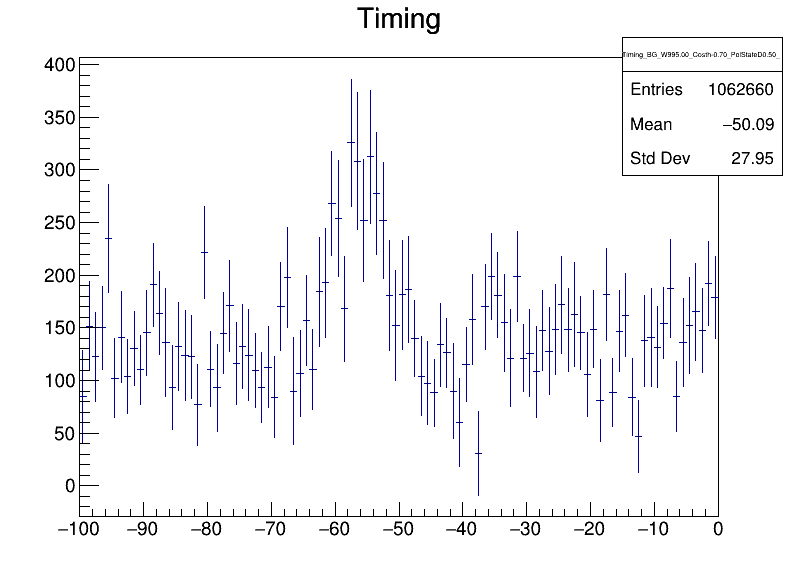 Timing
Timing_BG_W995.00_Costh-0.70_PolStateD0.50_
Entries 1062660
Mean −50.09
Std Dev 27.95
400
350
300
250
200
150
100
50
0
−100 −90 −80 −70 −60 −50 −40 −30 −20 −10 0